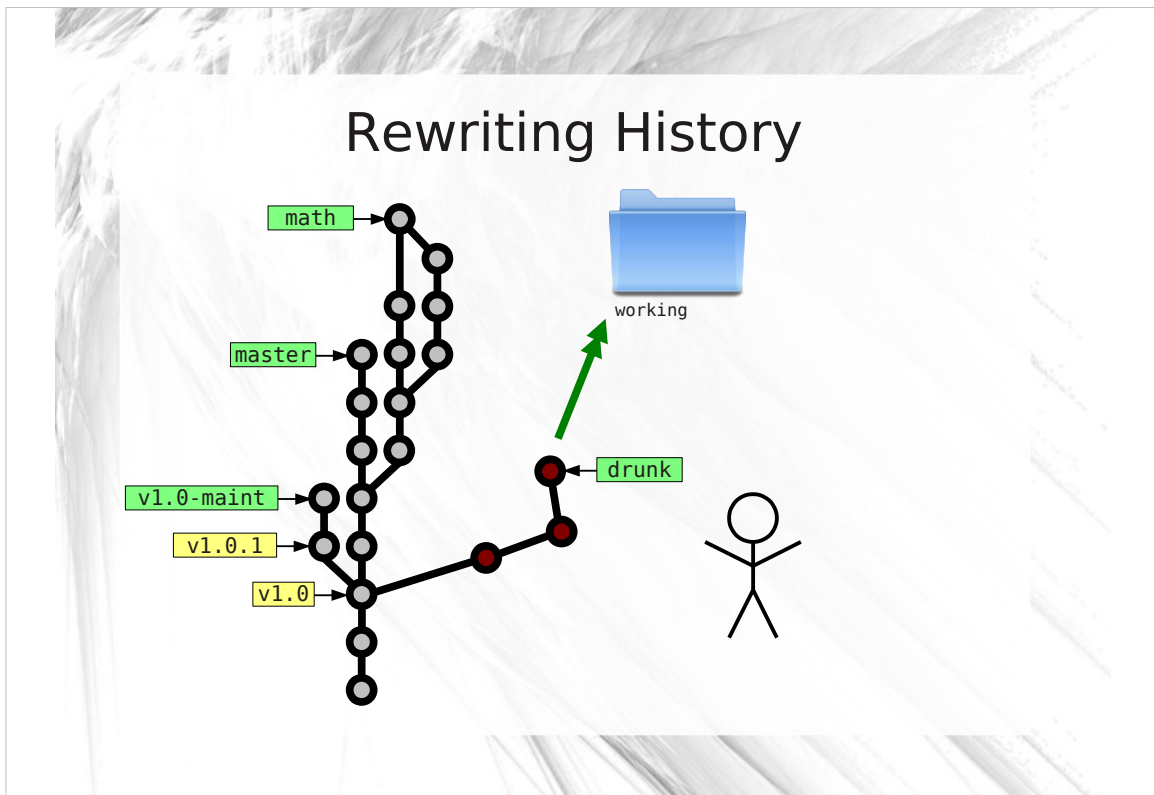 Rewriting History
math
working
master
drunk
v1.0-maint
v1.0.1
v1.0